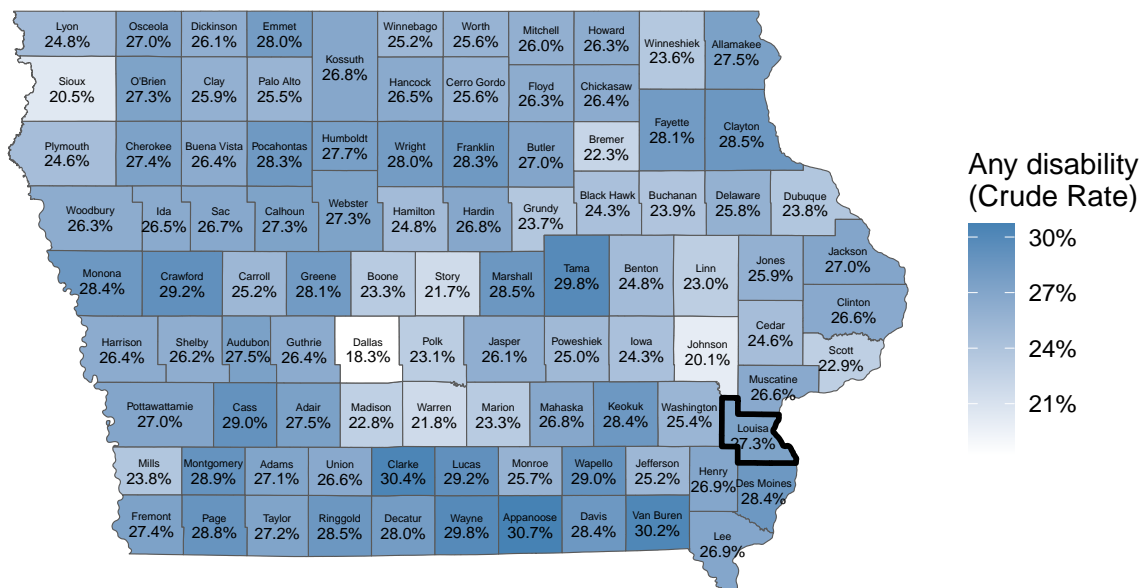 Lyon
24.8%
Osceola
27.0%
Dickinson
26.1%
Emmet
28.0%
Kossuth
26.8%
Winnebago
25.2%
Worth
25.6%
Mitchell
26.0%
Howard
26.3%
Winneshiek
23.6%
Allamakee
27.5%
Sioux
20.5%
O'Brien
27.3%
Clay
25.9%
Palo Alto
25.5%
Hancock
26.5%
Cerro Gordo
25.6%
Floyd
26.3%
Chickasaw
26.4%
Plymouth
24.6%
Cherokee
27.4%
Buena Vista
26.4%
Pocahontas
28.3%
Humboldt
27.7%
Wright
28.0%
Franklin
28.3%
Butler
27.0%
Bremer
22.3%
Fayette
28.1%
Clayton
28.5%
Woodbury
26.3%
Ida
26.5%
Sac
26.7%
Calhoun
27.3%
Webster
27.3%
Hamilton
24.8%
Hardin
26.8%
Grundy
23.7%
Black Hawk
24.3%
Buchanan
23.9%
Delaware
25.8%
Dubuque
23.8%
Monona
28.4%
Crawford
29.2%
Carroll
25.2%
Greene
28.1%
Boone
23.3%
Story
21.7%
Marshall
28.5%
Tama
29.8%
Benton
24.8%
Linn
23.0%
Jones
25.9%
Jackson
27.0%
Clinton
26.6%
Harrison
26.4%
Shelby
26.2%
Audubon
27.5%
Guthrie
26.4%
Dallas
18.3%
Polk
23.1%
Jasper
26.1%
Poweshiek
25.0%
Iowa
24.3%
Johnson
20.1%
Cedar
24.6%
Scott
22.9%
Muscatine
26.6%
Pottawattamie
27.0%
Cass
29.0%
Adair
27.5%
Madison
22.8%
Warren
21.8%
Marion
23.3%
Mahaska
26.8%
Keokuk
28.4%
Washington
25.4%
Louisa
27.3%
Mills
23.8%
Montgomery
28.9%
Adams
27.1%
Union
26.6%
Clarke
30.4%
Lucas
29.2%
Monroe
25.7%
Wapello
29.0%
Jefferson
25.2%
Henry
26.9%
Des Moines
28.4%
Fremont
27.4%
Page
28.8%
Taylor
27.2%
Ringgold
28.5%
Decatur
28.0%
Wayne
29.8%
Appanoose
30.7%
Davis
28.4%
Van Buren
30.2%
Lee
26.9%
Any disability
(Crude Rate)
30%
27%
24%
21%